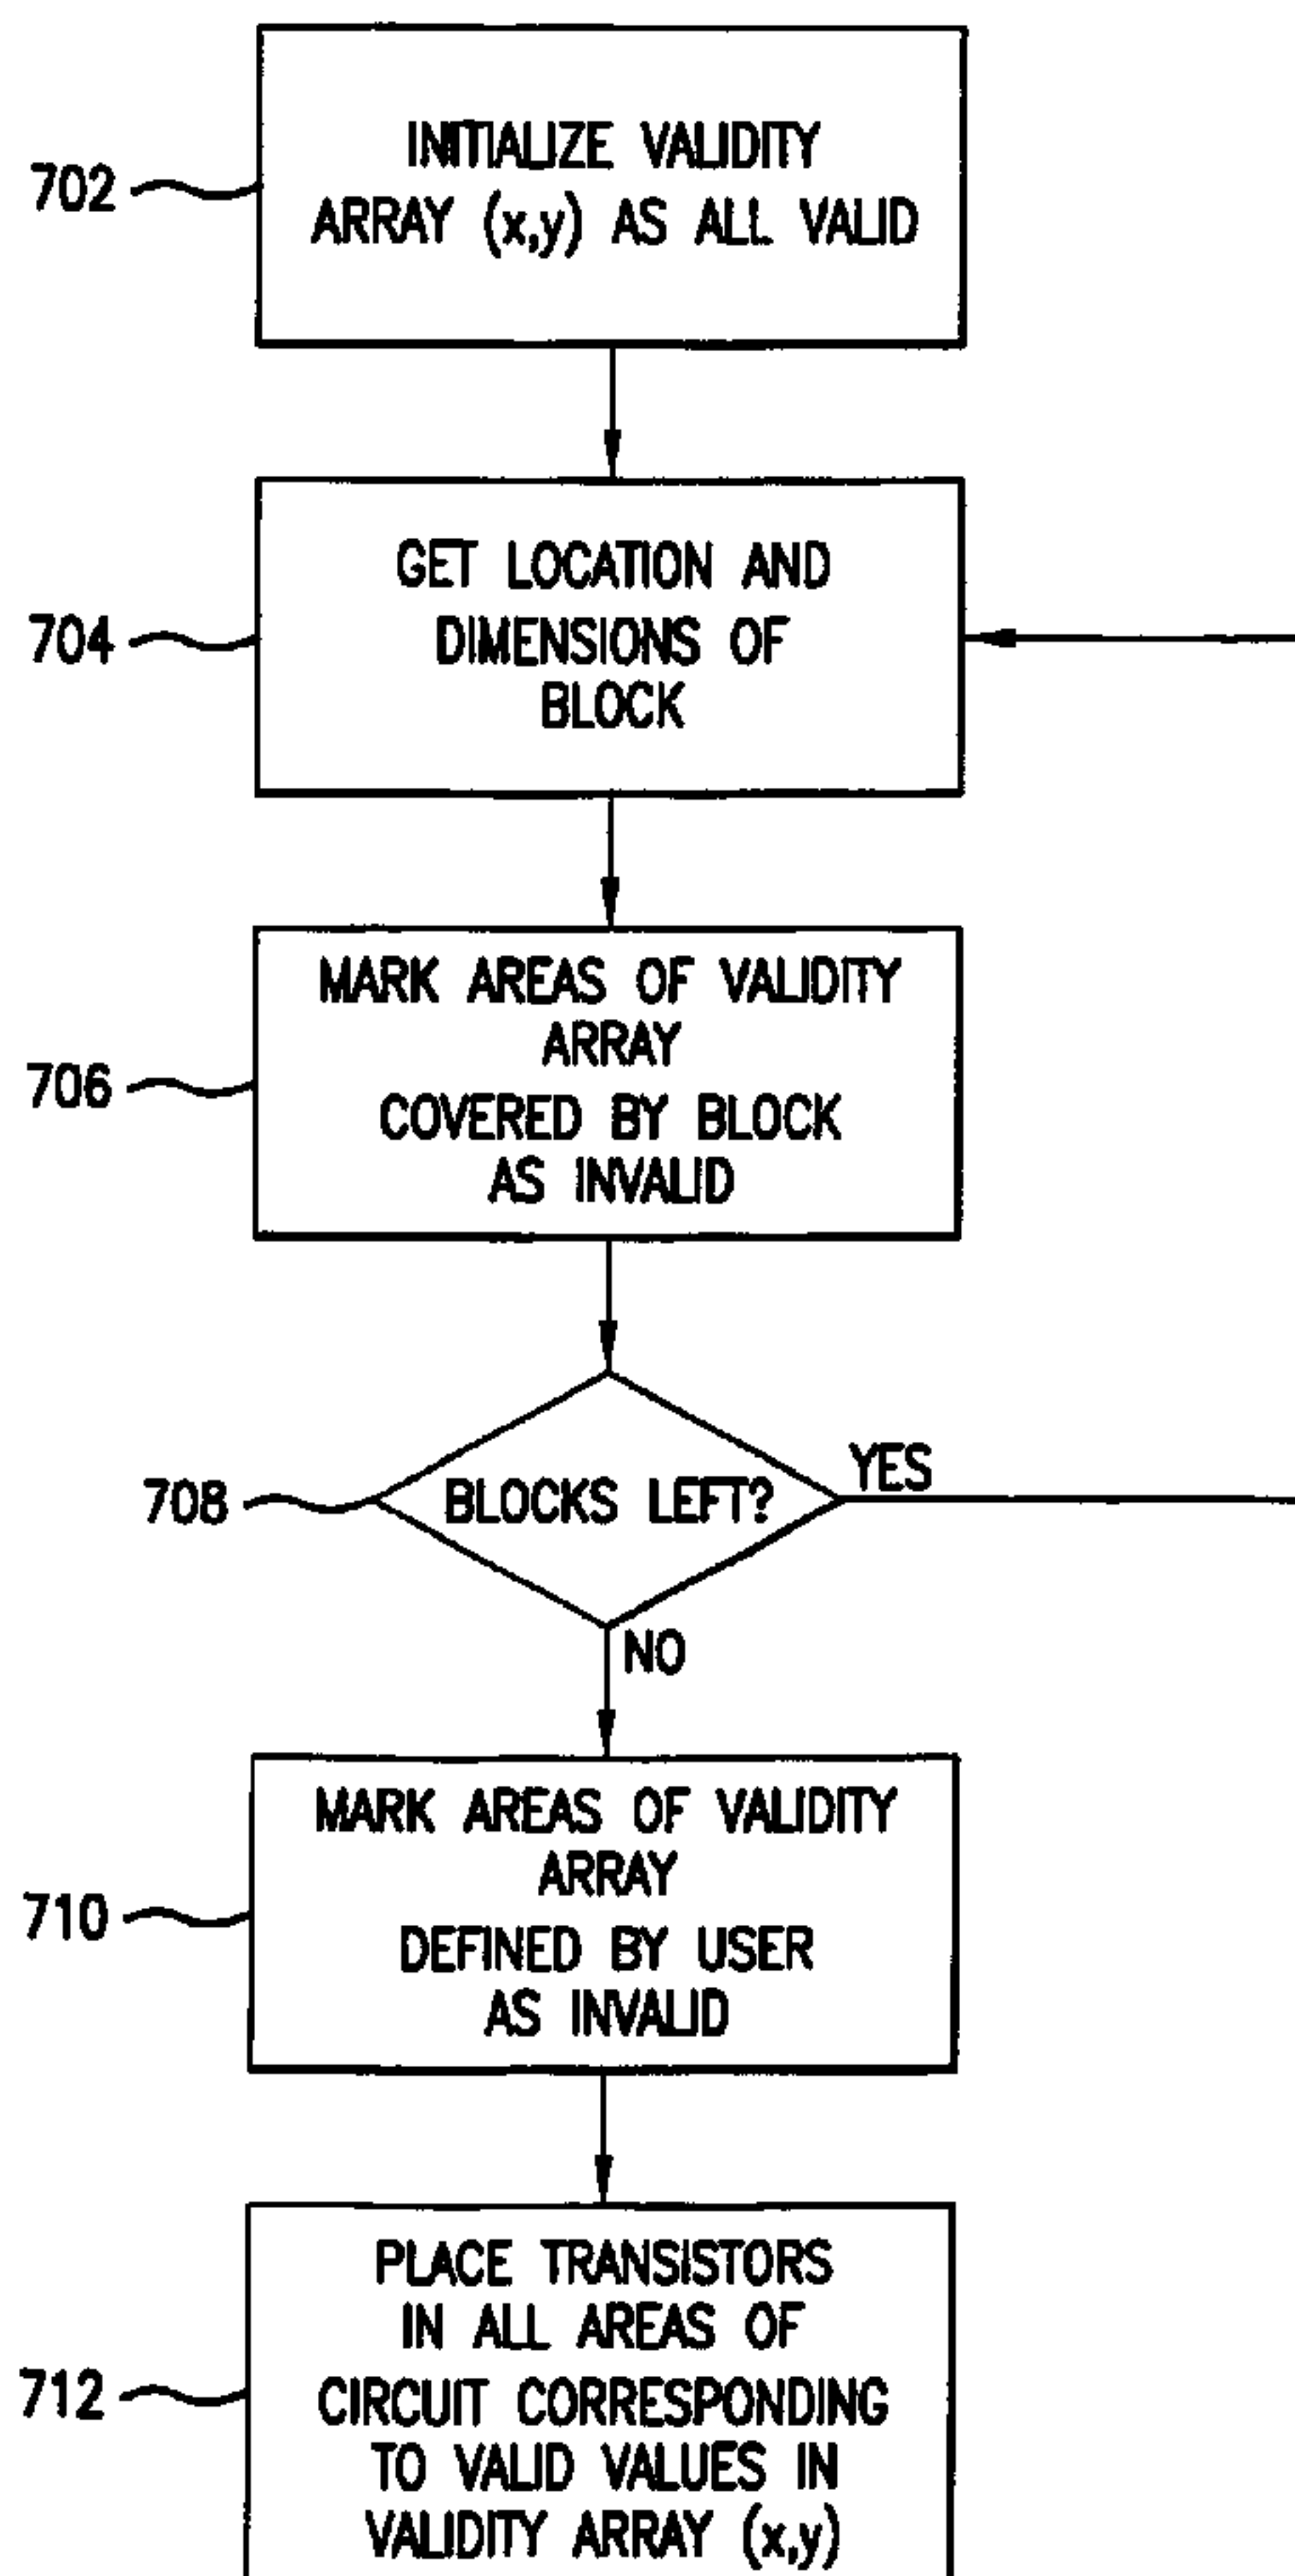 702
INITIALIZE VALIDITY
ARRAY (x,y) AS ALL VALID
704
GET LOCATION AND
DIMENSIONS OF
BLOCK
706
MARK AREAS OF VALIDITY
ARRAY
COVERED BY BLOCK
AS INVALID
708
BLOCKS LEFT?
YES
NO
710
MARK AREAS OF VALIDITY
ARRAY
DEFINED BY USER
AS INVALID
712
PLACE TRANSISTORS
IN ALL AREAS OF
CIRCUIT CORRESPONDING
TO VALID VALUES IN
VALIDITY ARRAY (x,y)